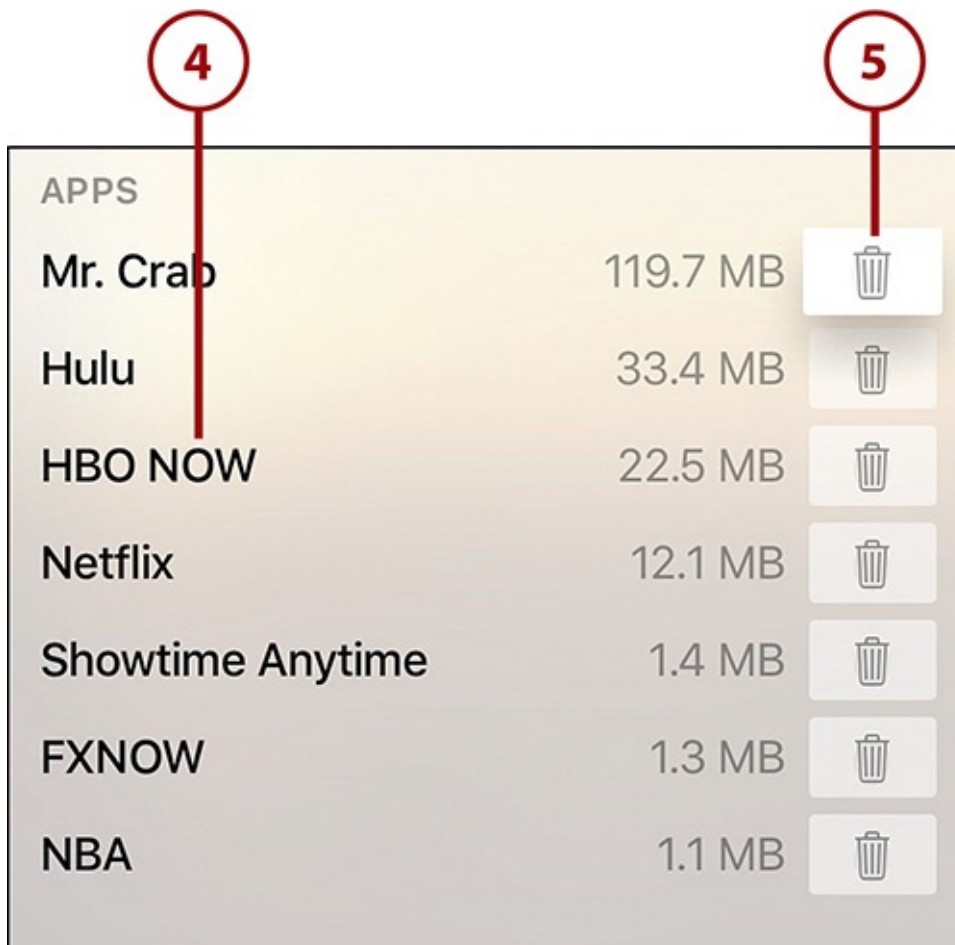 4 5
APPS
Mr. Crab 119.7 MB
Hulu 33.4 MB
HBO NOW 22.5 MB
Netflix 12.1 MB
Showtime Anytime 1.4 MB
FXNOW 1.3 MB
NBA 1.1 MB